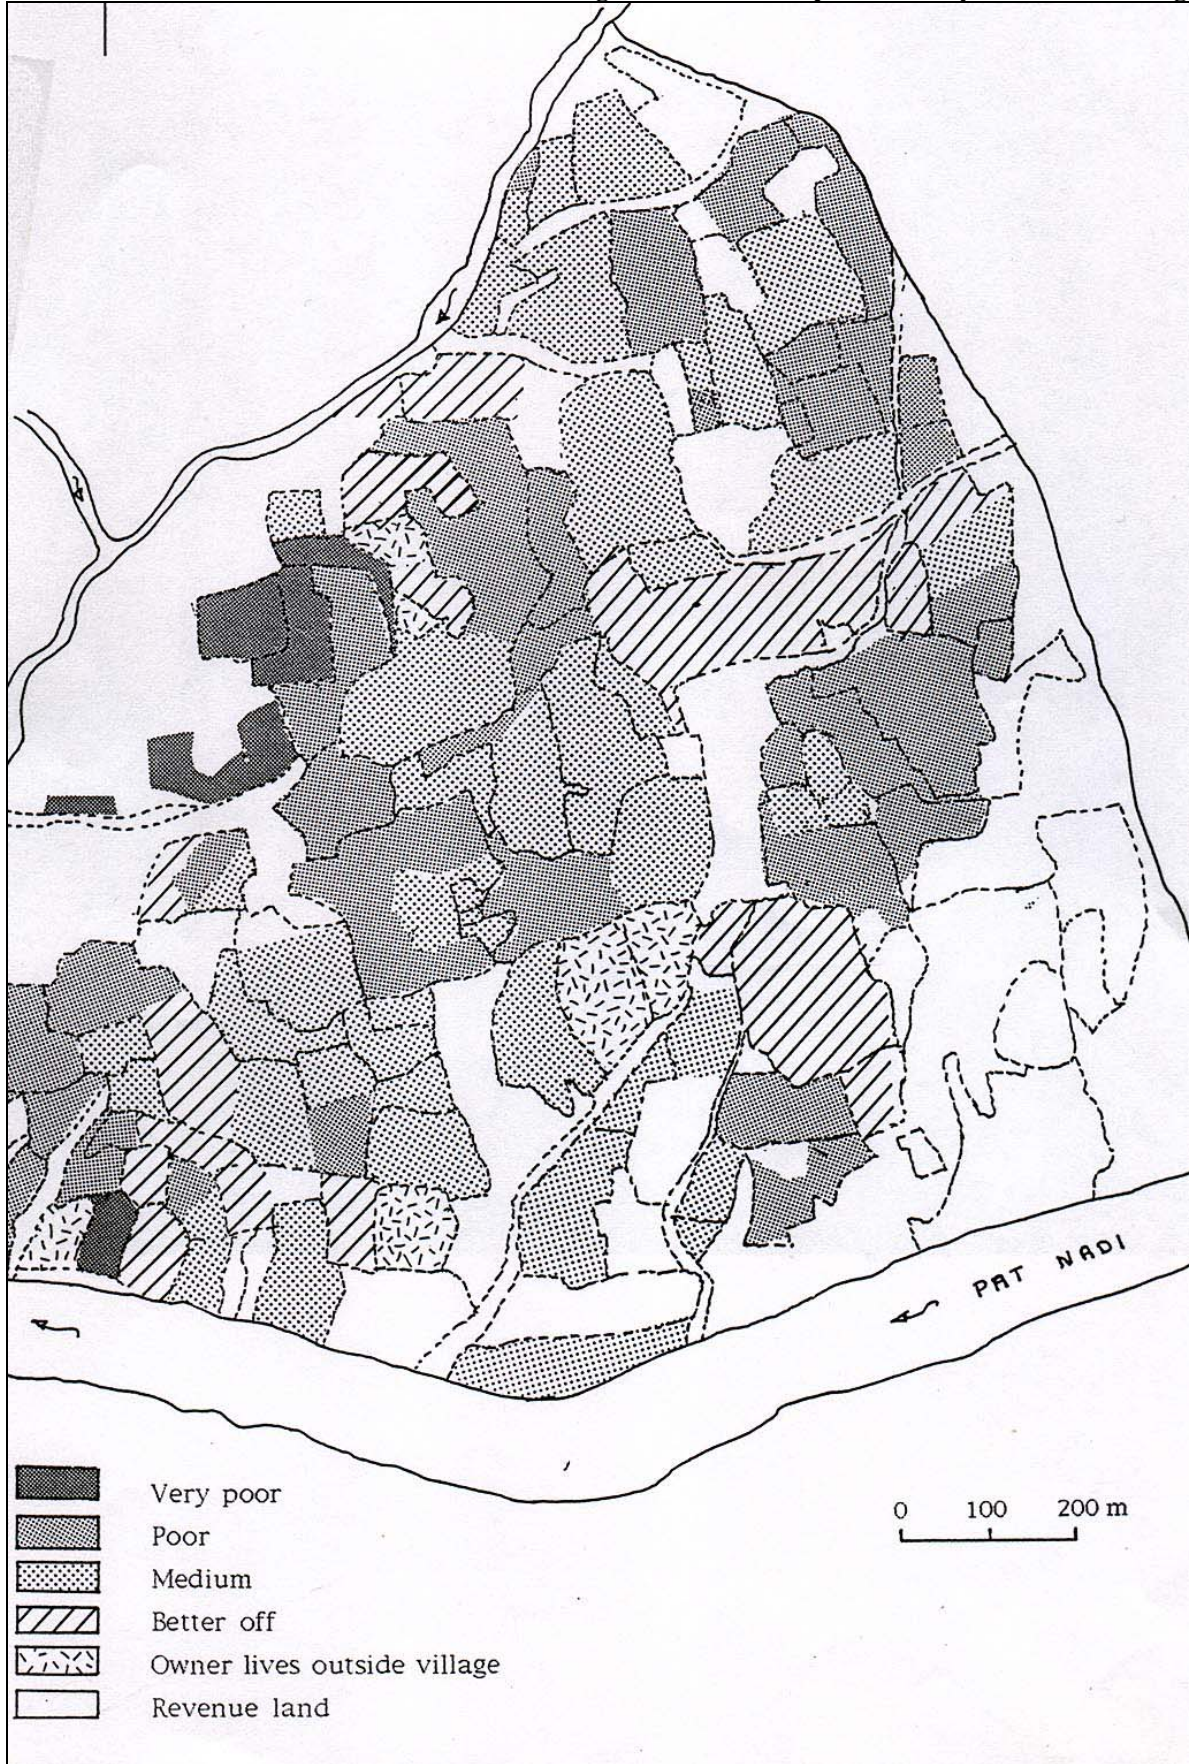 PAT NADI
Very poor
Poor
Medium
Better off
Owner lives outside village
Revenue land
0 100 200 m